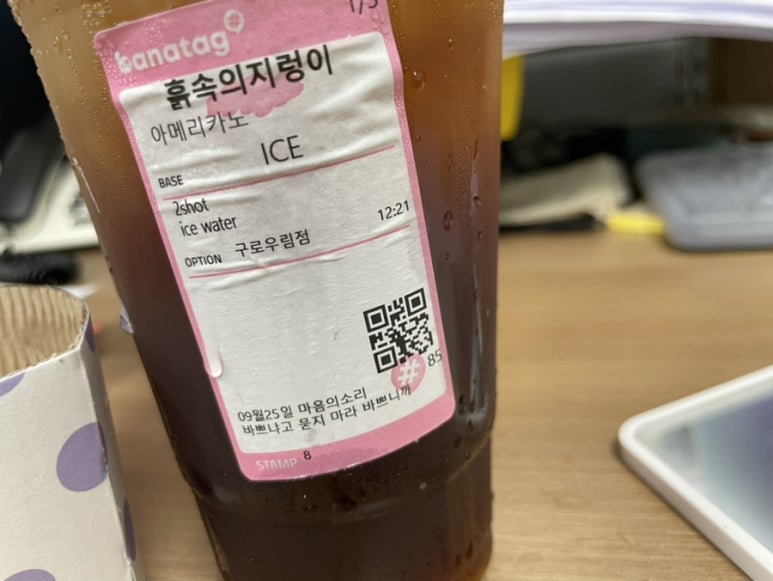 1/3
banatag#
흙속의지렁이
아메리카노
ICE
BASE
2shot
ice water
12:21
OPTION 구로우림점
# 85
09월25일 마음의소리
바쁘냐고 묻지 마라 바쁘니까
STAMP 8